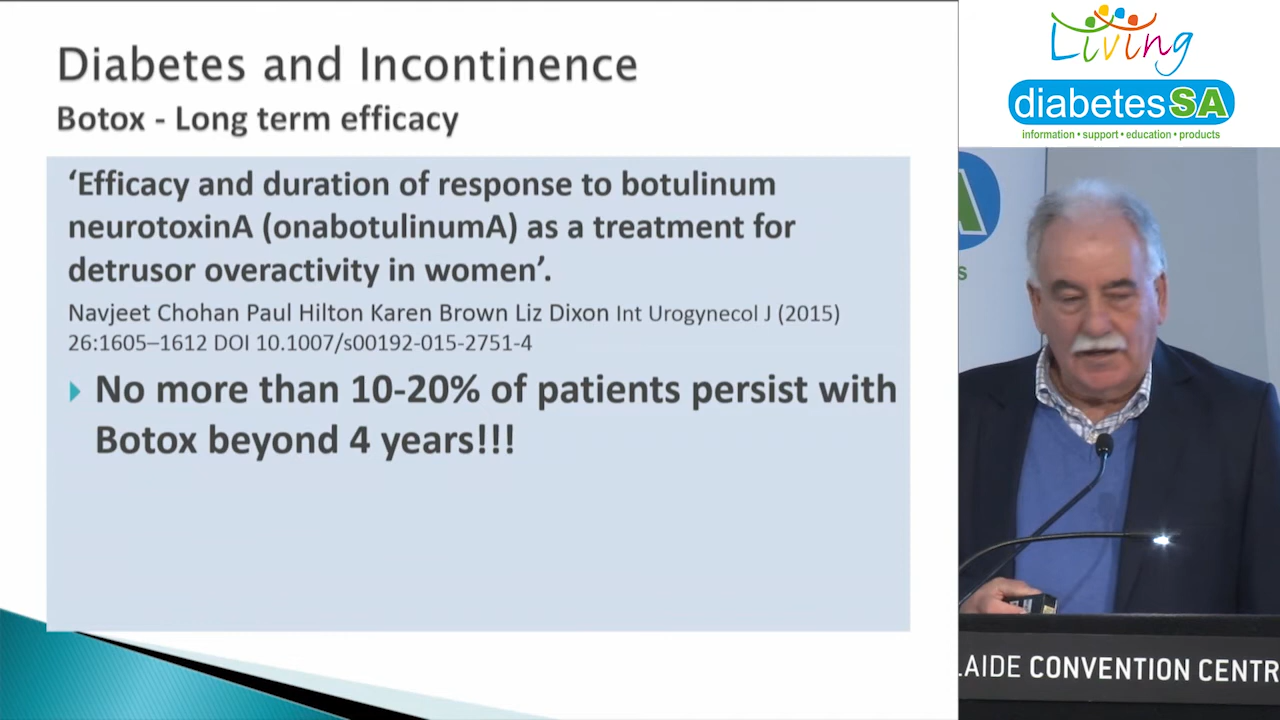 Diabetes and Incontinence
Botox - Long term efficacy
‘Efficacy and duration of response to botulinum
neurotoxinA (onabotulinumA) as a treatment for
detrusor overactivity in women’.
Navjeet Chohan Paul Hilton Karen Brown Liz Dixon Int Urogynecol J (2015)
26:1605–1612 DOI 10.1007/s00192-015-2751-4
No more than 10-20% of patients persist with
Botox beyond 4 years!!!
Living
diabetesSA
information • support • education • products
A
s
LAIDE CONVENTION CENTR